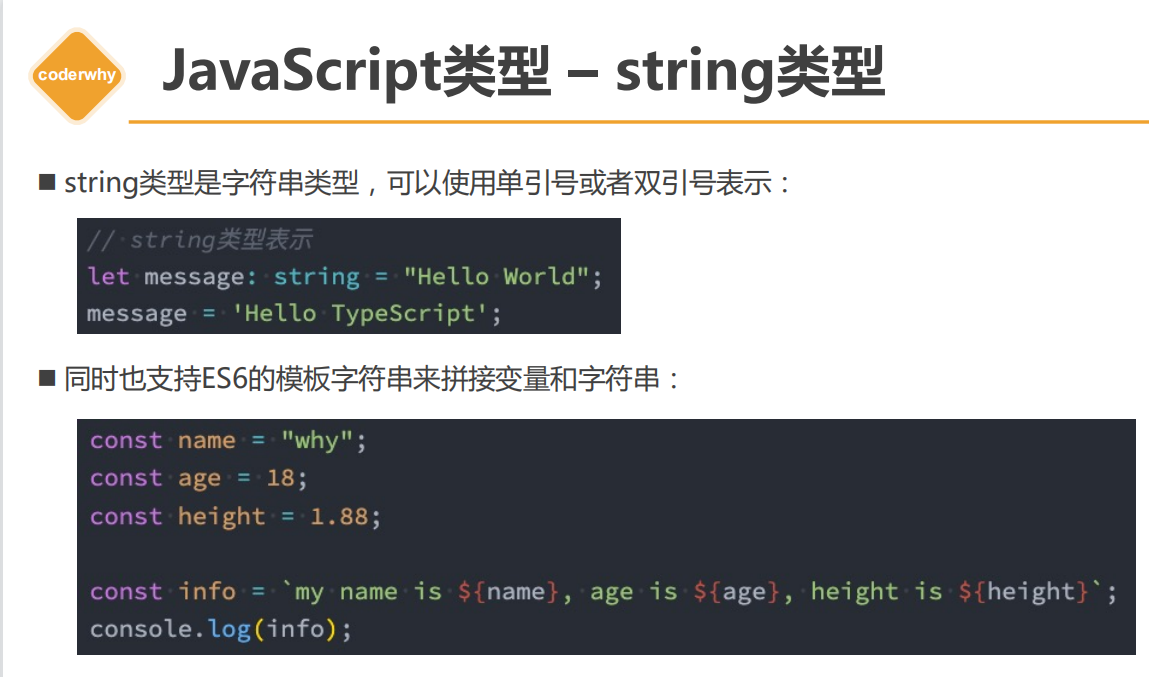 coderwhy
JavaScript类型 – string类型
string类型是字符串类型，可以使用单引号或者双引号表示：
// string类型表示
let message: string = "Hello World";
message = 'Hello TypeScript';
同时也支持ES6的模板字符串来拼接变量和字符串：
const name = "why";
const age = 18;
const height = 1.88;
const info = `my name is ${name}, age is ${age}, height is ${height}`;
console.log(info);